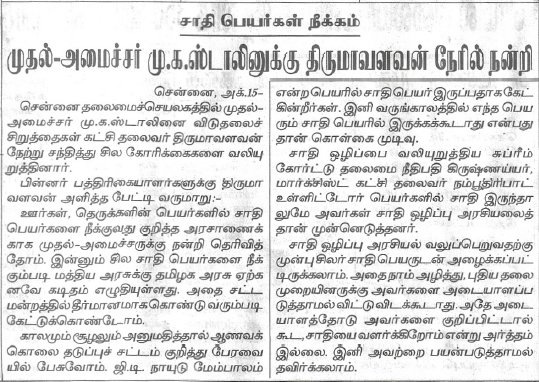 சாதி பெயர்கள் நீக்கம்
முதல்-அமைச்சர் மு.க.ஸ்டாலினுக்கு திருமாவளவன் நேரில் நன்றி
சென்னை, அக்.15-
சென்னை தலைமைச்செயலகத்தில் முதல்-
அமைச்சர் மு.க.ஸ்டாலினை விடுதலைச்
சிறுத்தைகள் கட்சி தலைவர் திருமாவளவன்
நேற்று சந்தித்து சில கோரிக்கைகளை வலியு
றுத்தினார்.
பின்னர் பத்திரிகையாளர்களுக்கு திருமா
வளவன் அளித்த பேட்டி வருமாறு:-
ஊர்கள், தெருக்களின் பெயர்களில் சாதி
பெயர்களை நீக்குவது குறித்த அரசாணைக்
காக முதல்-அமைச்சருக்கு நன்றி தெரிவித்
தோம். இன்னும் சில சாதி பெயர்களை நீக்
கும்படி மத்திய அரசுக்கு தமிழக அரசு ஏற்க
னவே கடிதம் எழுதியுள்ளது. அதை சட்ட
மன்றத்தில் தீர்மானமாக கொண்டு வரும்படி
கேட்டுக்கொண்டோம்.
காலமும் சூழலும் அனுமதித்தால் ஆணவக்
கொலை தடுப்புச் சட்டம் குறித்து பேரவை
யில் பேசுவோம். ஜி.டி. நாயுடு மேம்பாலம்
என்ற பெயரில் சாதி பெயர் இருப்பதாக கேட்
கின்றீர்கள். இனி வருங்காலத்தில் எந்த பெய
ரும் சாதி பெயரில் இருக்கக்கூடாது என்பது
தான் கொள்கை முடிவு.
சாதி ஒழிப்பை வலியுறுத்திய சுப்ரீம்
கோர்ட்டு தலைமை நீதிபதி கிருஷ்ணய்யர்,
மார்க்சிஸ்ட் கட்சி தலைவர் நம்பூதிரிபாட்
உள்ளிட்டோர் பெயர்களில் சாதி இருந்தா
லுமே அவர்கள் சாதி ஒழிப்பு அரசியலைத்
தான் முன்னெடுத்தனர்.
சாதி ஒழிப்பு அரசியல் வலுப்பெறுவதற்கு
முன்பு சிலர் சாதி பெயருடன் அழைக்கப்பட்
டிருக்கலாம். அதை நாம் அழித்து, புதிய தலை
முறையினருக்கு அவர்களை அடையாளப்ப
டுத்தாமல் விட்டுவிடக்கூடாது. அதே அடை
யாளத்தோடு அவர்களை குறிப்பிட்டால்
கூட, சாதியை வளர்க்கிறோம் என்று அர்த்தம்
இல்லை. இனி அவற்றை பயன்படுத்தாமல்
தவிர்க்கலாம்.